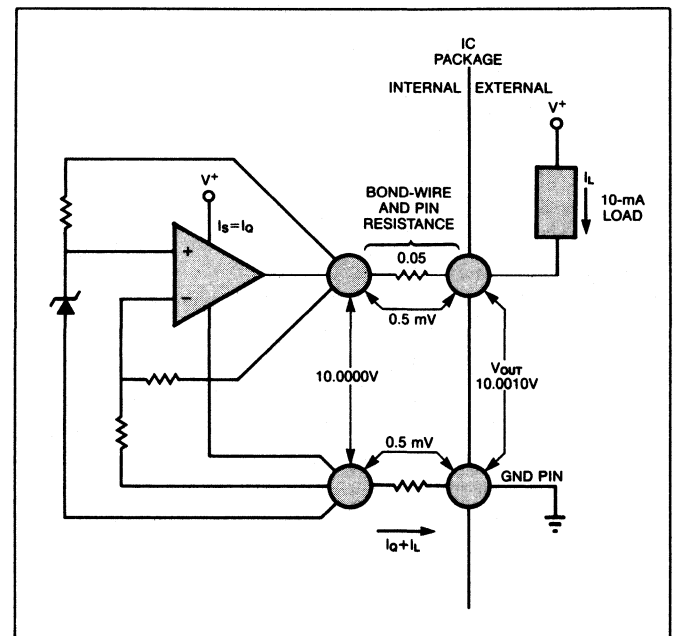 IC
PACKAGE
INTERNAL EXTERNAL
V+
V+
IS=IQ
BOND-WIRE
AND PIN
RESISTANCE
IL
10-mA
LOAD
+
0.05
−
0.5 mV
10.0000V
VOUT
10.0010V
0.5 mV
GND PIN
IQ+IL